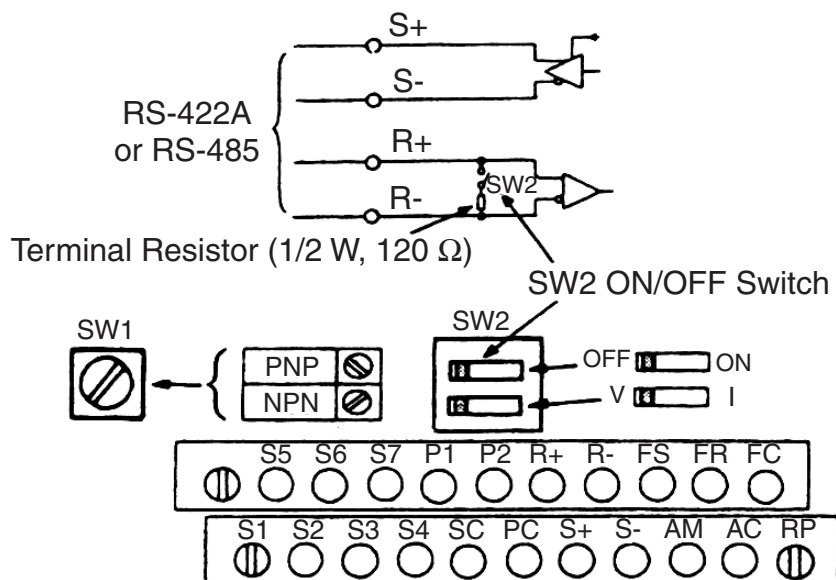 S+
S-
RS-422A
or RS-485
R+
R-
SW2
Terminal Resistor (1/2 W, 120 Ω)
SW2 ON/OFF Switch
SW1
SW2
PNP
NPN
OFF ON
V I
S5 S6 S7 P1 P2 R+ R- FS FR FC
S1 S2 S3 S4 SC PC S+ S- AM AC RP